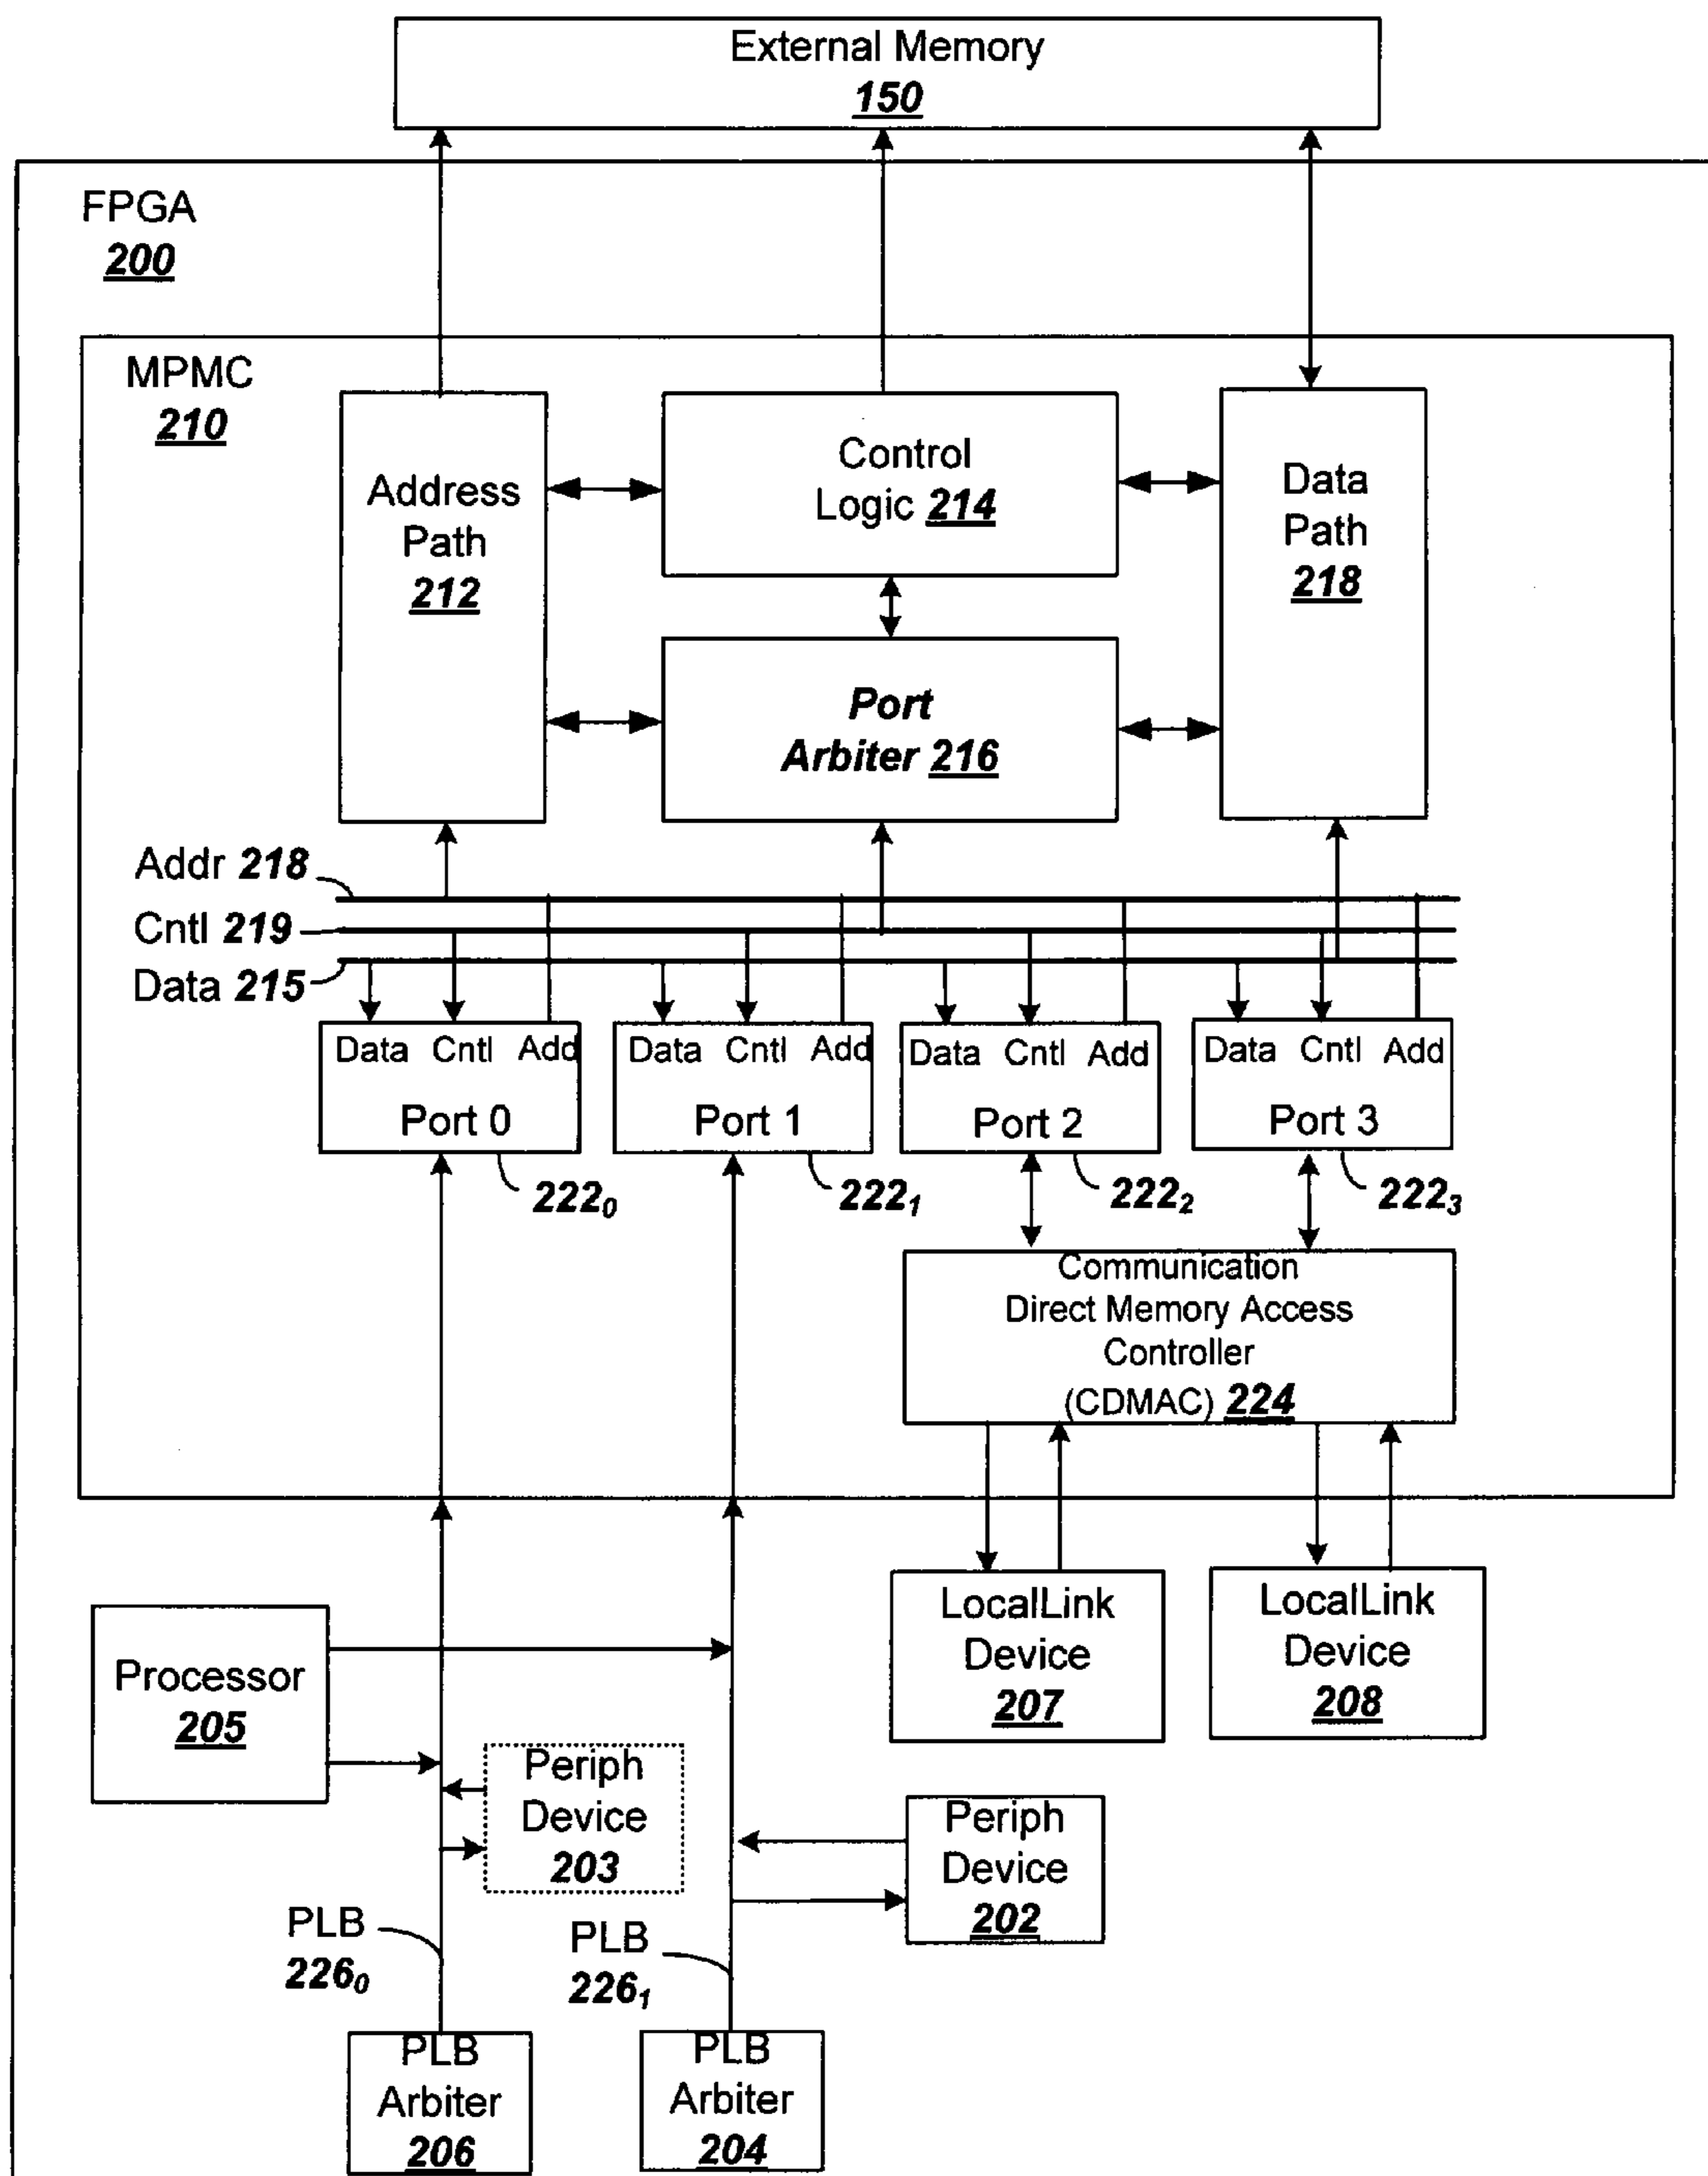 External Memory
150
FPGA
200
MPMC
210
Address
Path
212
Control
Logic 214
Data
Path
218
Port
Arbiter 216
Addr 218
Cntl 219
Data 215
Data Cntl Add
Port 0
Data Cntl Add
Port 1
Data Cntl Add
Port 2
Data Cntl Add
Port 3
222₀
222₁
222₂
222₃
Communication
Direct Memory Access
Controller
(CDMAC) 224
LocalLink
Device
207
LocalLink
Device
208
Processor
205
Periph
Device
203
Periph
Device
202
PLB
226₀
PLB
226₁
PLB
Arbiter
206
PLB
Arbiter
204